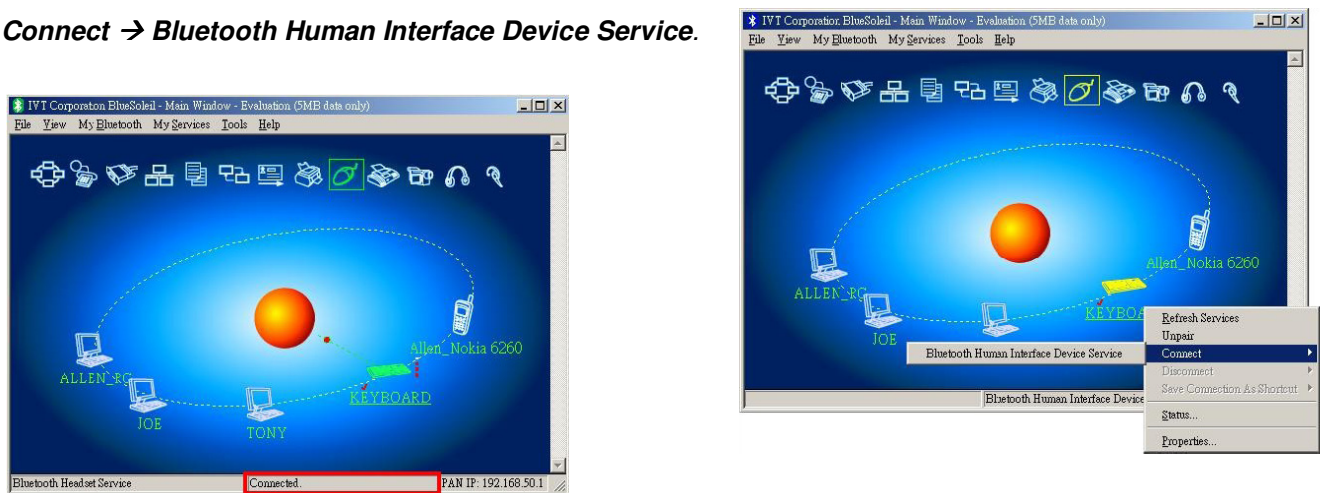 Connect → Bluetooth Human Interface Device Service.
IVT Corporaton BlueSoleil - Main Window - Evaluation (5MB data only)
File View My Bluetooth My Services Tools Help
Allen_Nokia 6260
ALLEN_RC
KEYBOARD
JOE
TONY
Bluetooth Headset Service Connected. PAN IP: 192.168.50.1
IVT Corporation BlueSoleil - Main Window - Evaluation (5MB data only)
File View My Bluetooth My Services Tools Help
Allen_Nokia 6260
ALLEN_RC
KEYBOA
JOE
Refresh Services
Unpair
Connect
Bluetooth Human Interface Device Service
Disconnect
Save Connection As Shortcut
Status...
Properties...
Bluetooth Human Interface Device